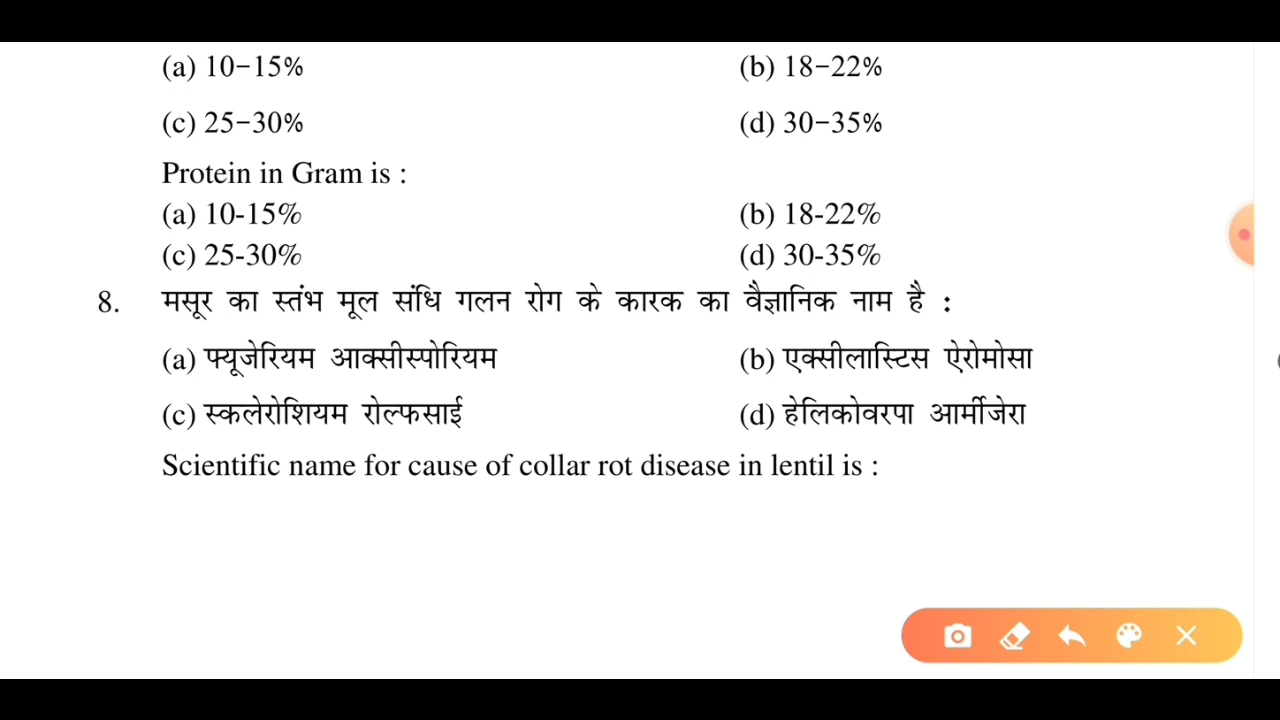 (a) 10–15% (b) 18–22%
(c) 25–30% (d) 30–35%
Protein in Gram is :
(a) 10-15% (b) 18-22%
(c) 25-30% (d) 30-35%
8. मसूर का स्तंभ मूल संधि गलन रोग के कारक का वैज्ञानिक नाम है :
(a) फ्यूजेरियम आक्सीस्पोरियम (b) एक्सीलास्टिस ऐरोमोसा
(c) स्कलेरोशियम रोल्फसाई (d) हेलिकोवरपा आर्मीजेरा
Scientific name for cause of collar rot disease in lentil is :